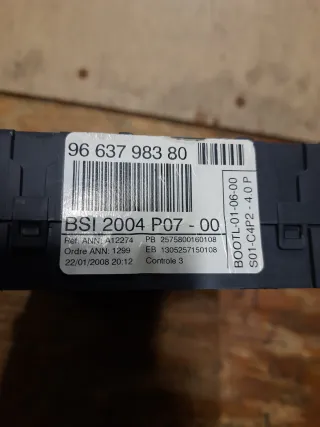 96 637 983 80
BSI 2004 P07 - 00
Réf. ANN: A12274 PB 2575800160108
Ordre ANN: 1299 EB 1305257150108
22/01/2008 20:12 Controle 3
BOOTL-01-06-00
S01-C4P2 - 4.0 P